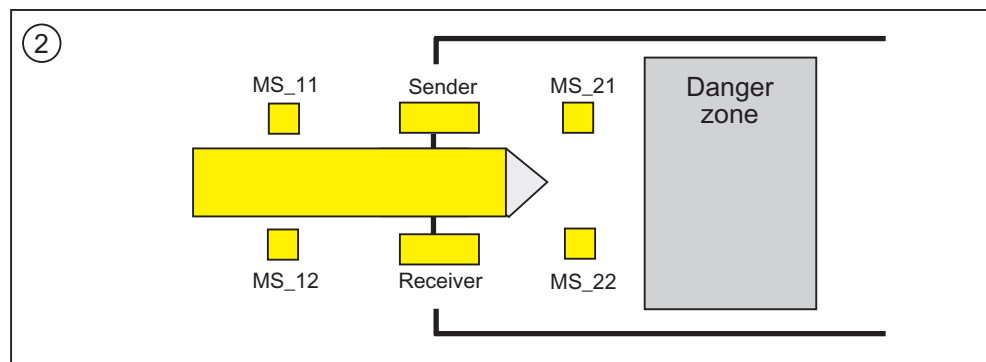 2
MS_11
Sender
MS_21
Danger
zone
MS_12
Receiver
MS_22